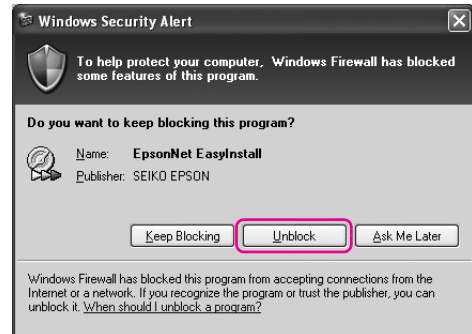 Windows Security Alert
To help protect your computer, Windows Firewall has blocked
some features of this program.
Do you want to keep blocking this program?
Name: EpsonNet EasyInstall
Publisher: SEIKO EPSON
Keep Blocking Unblock Ask Me Later
Windows Firewall has blocked this program from accepting connections from the
Internet or a network. If you recognize the program or trust the publisher, you can
unblock it. When should I unblock a program?